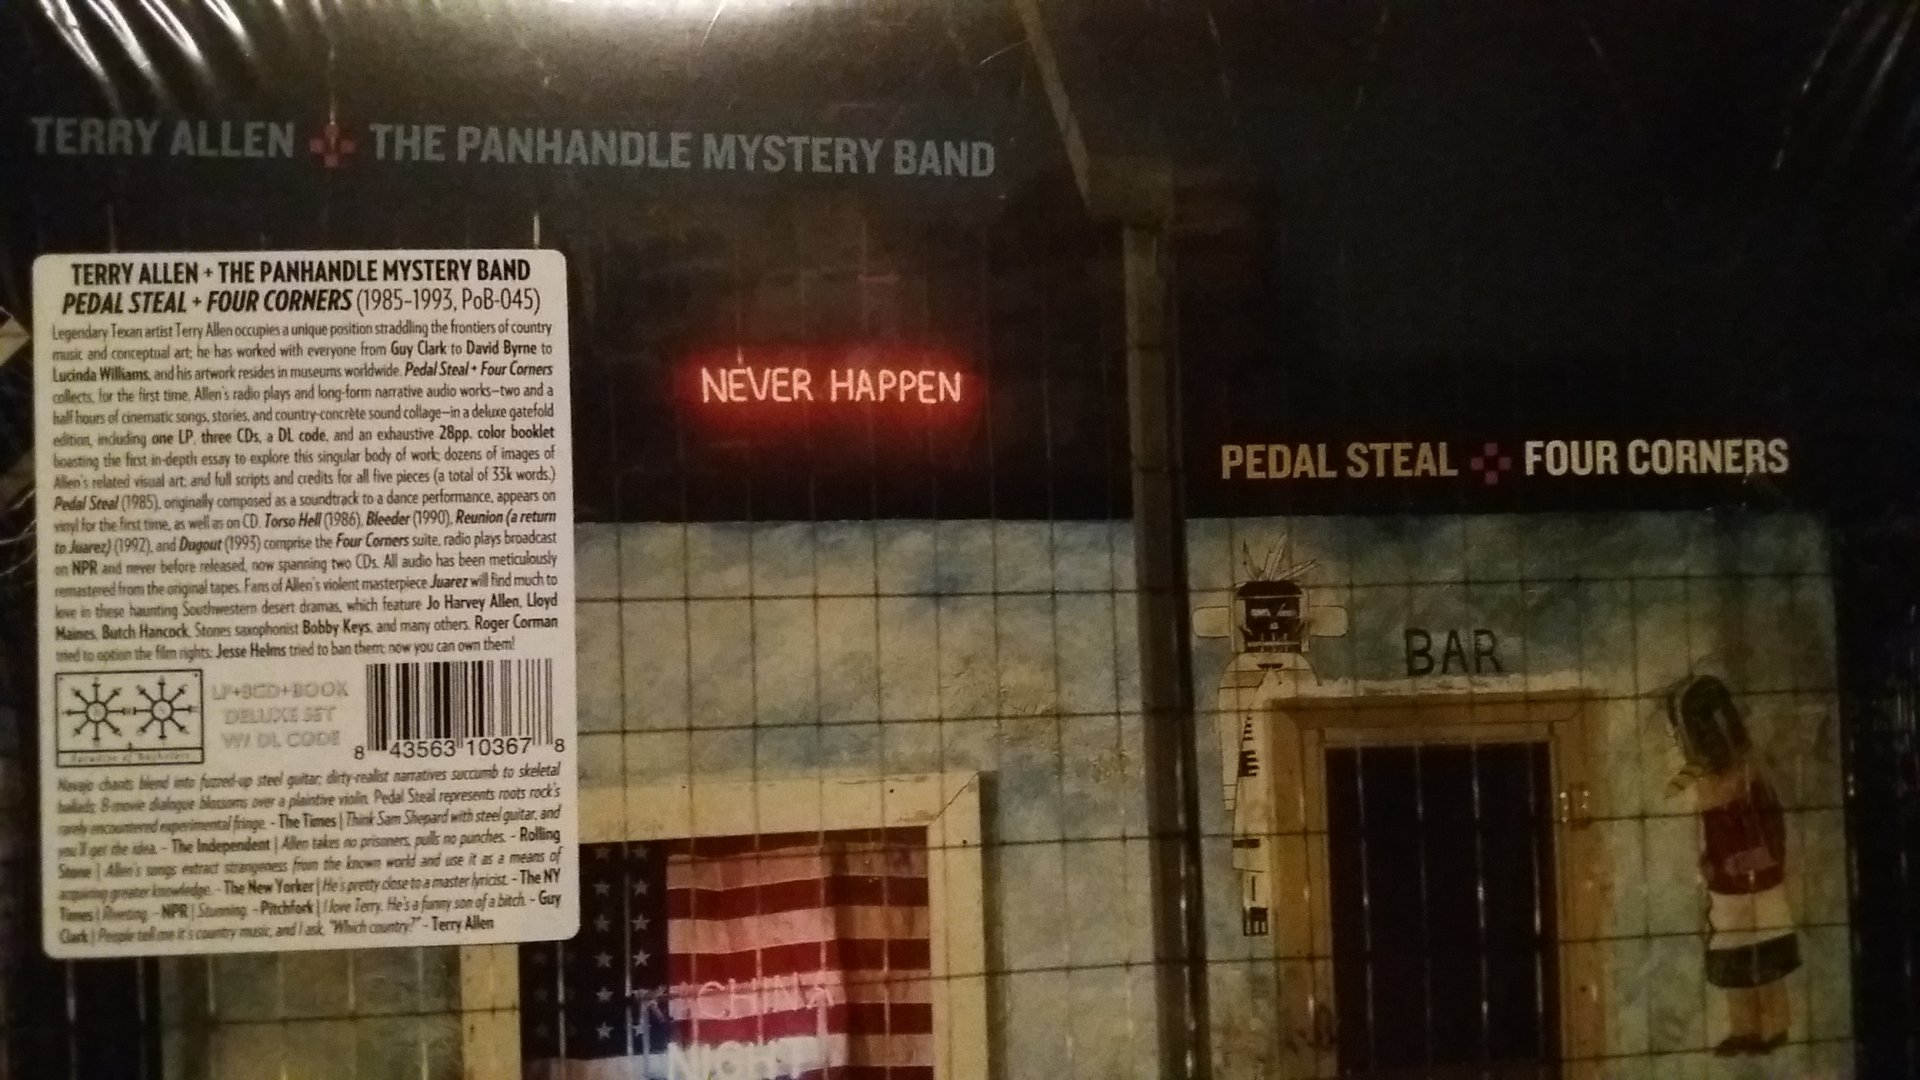 TERRY ALLEN + THE PANHANDLE MYSTERY BAND
TERRY ALLEN + THE PANHANDLE MYSTERY BAND
PEDAL STEAL + FOUR CORNERS (1985-1993, PoB-045)
Legendary Texan artist Terry Allen occupies a unique position straddling the frontiers of country
music and conceptual art; he has worked with everyone from Guy Clark to David Byrne to
Lucinda Williams, and his artwork resides in museums worldwide. Pedal Steal + Four Corners
collects, for the first time, Allen's radio plays and long-form narrative audio works—two and a
half hours of cinematic songs, stories, and country-concrète sound collage—in a deluxe gatefold
edition, including one LP, three CDs, a DL code, and an exhaustive 28pp. color booklet
boasting the first in-depth essay to explore this singular body of work; dozens of images of
Allen's related visual art; and full scripts and credits for all five pieces (a total of 33k words.)
Pedal Steal (1985), originally composed as a soundtrack to a dance performance, appears on
vinyl for the first time, as well as on CD. Torso Hell (1986), Bleeder (1990), Reunion (a return
to Juarez) (1992), and Dugout (1993) comprise the Four Corners suite, radio plays broadcast
on NPR and never before released, now spanning two CDs. All audio has been meticulously
remastered from the original tapes. Fans of Allen's violent masterpiece Juarez will find much to
love in these haunting Southwestern desert dramas, which feature Jo Harvey Allen, Lloyd
Maines, Butch Hancock, Stones saxophonist Bobby Keys, and many others. Roger Corman
tried to option the film rights; Jesse Helms tried to ban them; now you can own them!
LP+3CD+BOOK
DELUXE SET
W/ DL CODE
Paradise of Bachelors
8 43563 10367 8
Navajo chants blend into fuzzed-up steel guitar; dirty-realist narratives succumb to skeletal
ballads; B-movie dialogue blossoms over a plaintive violin. Pedal Steal represents roots rock's
rarely encountered experimental fringe. - The Times | Think Sam Shepard with steel guitar, and
you'll get the idea. - The Independent | Allen takes no prisoners, pulls no punches. - Rolling
Stone | Allen's songs extract strangeness from the known world and use it as a means of
acquiring greater knowledge. - The New Yorker | He's pretty close to a master lyricist. - The NY
Times | Riveting. - NPR | Stunning. - Pitchfork | I love Terry. He's a funny son of a bitch. - Guy
Clark | People tell me it's country music, and I ask, "Which country?" - Terry Allen
NEVER HAPPEN
PEDAL STEAL + FOUR CORNERS
BAR
KACHINA
NIGHT